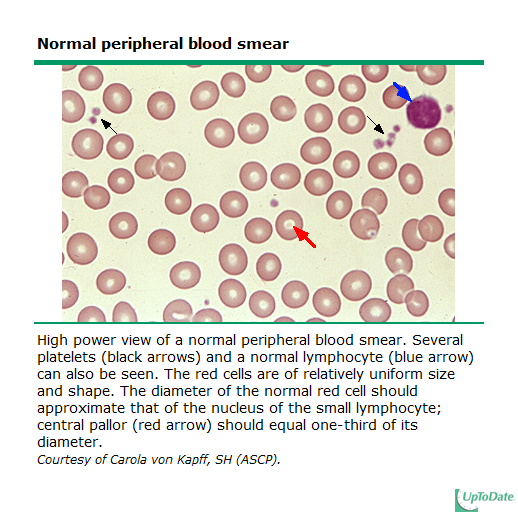 Normal peripheral blood smear
High power view of a normal peripheral blood smear. Several
platelets (black arrows) and a normal lymphocyte (blue arrow)
can also be seen. The red cells are of relatively uniform size
and shape. The diameter of the normal red cell should
approximate that of the nucleus of the small lymphocyte;
central pallor (red arrow) should equal one-third of its
diameter.
Courtesy of Carola von Kapff, SH (ASCP).
UpToDate